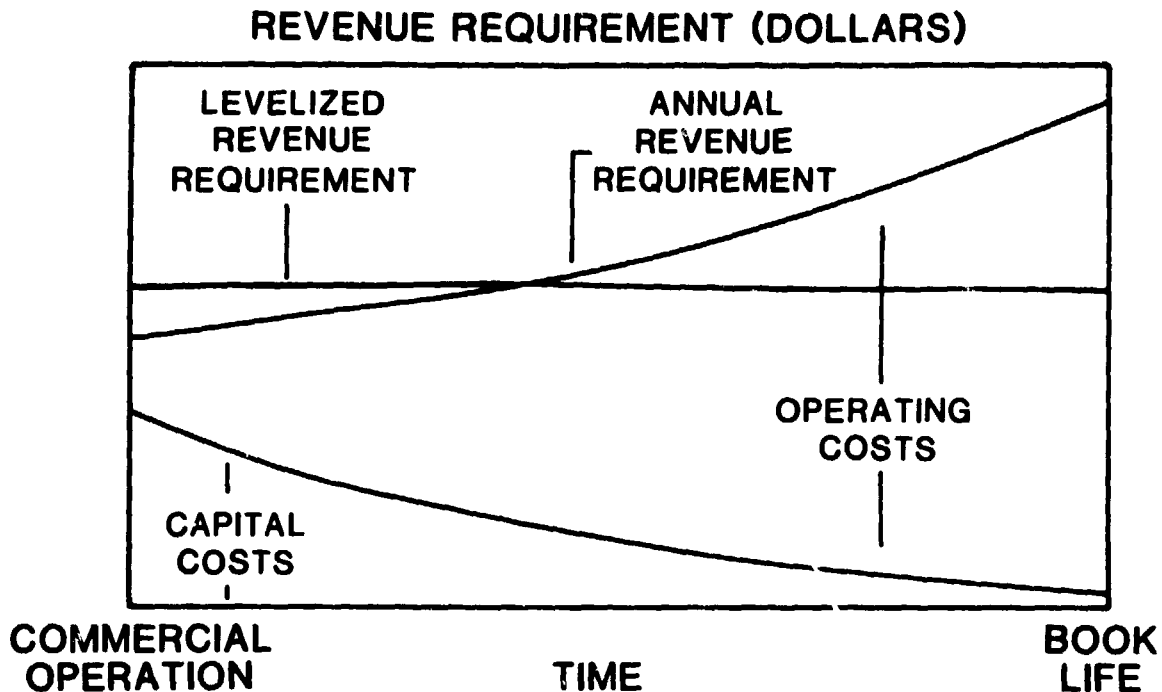 REVENUE REQUIREMENT (DOLLARS)
LEVELIZED
REVENUE
REQUIREMENT
ANNUAL
REVENUE
REQUIREMENT
OPERATING
COSTS
CAPITAL
COSTS
COMMERCIAL
OPERATION
TIME
BOOK
LIFE